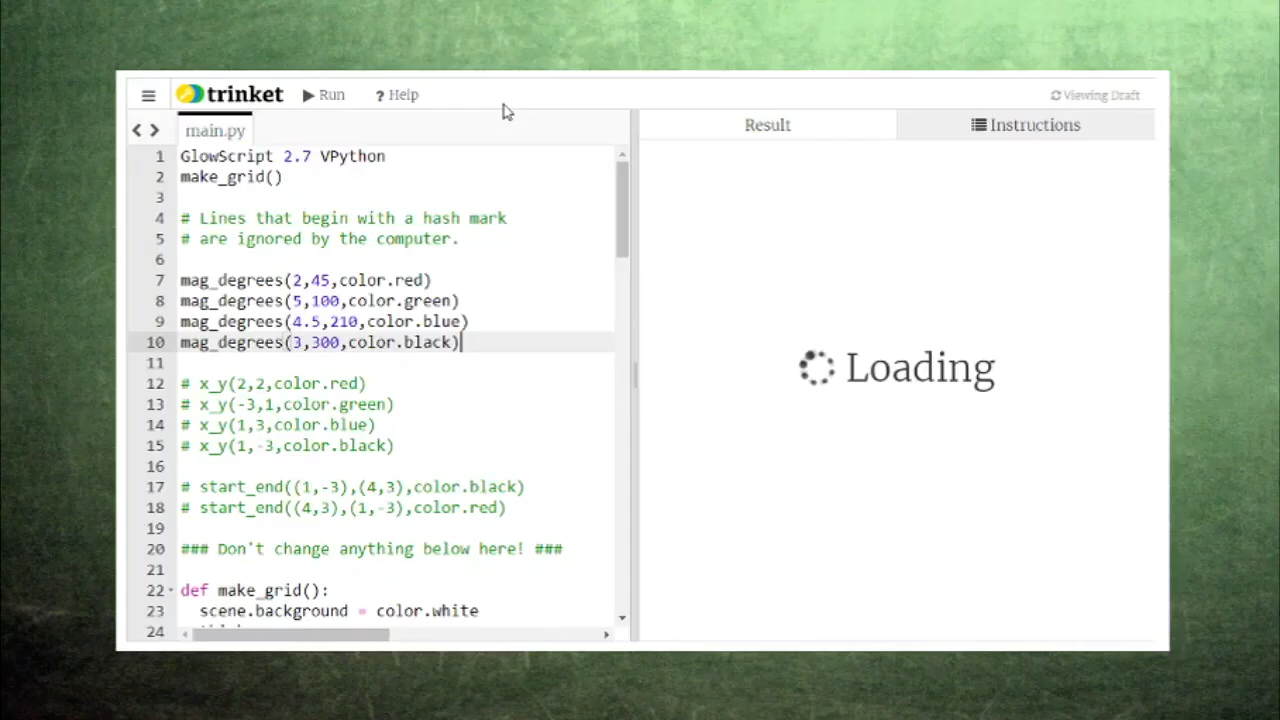 trinket
Run
? Help
Viewing Draft
main.py
Result
Instructions
1 GlowScript 2.7 VPython
2 make_grid()
3
4 # Lines that begin with a hash mark
5 # are ignored by the computer.
6
7 mag_degrees(2,45,color.red)
8 mag_degrees(5,100,color.green)
9 mag_degrees(4.5,210,color.blue)
10 mag_degrees(3,300,color.black)
11
12 # x_y(2,2,color.red)
13 # x_y(-3,1,color.green)
14 # x_y(1,3,color.blue)
15 # x_y(1,-3,color.black)
16
17 # start_end((1,-3),(4,3),color.black)
18 # start_end((4,3),(1,-3),color.red)
19
20 ### Don't change anything below here! ###
21
22 def make_grid():
23 scene.background = color.white
24
Loading